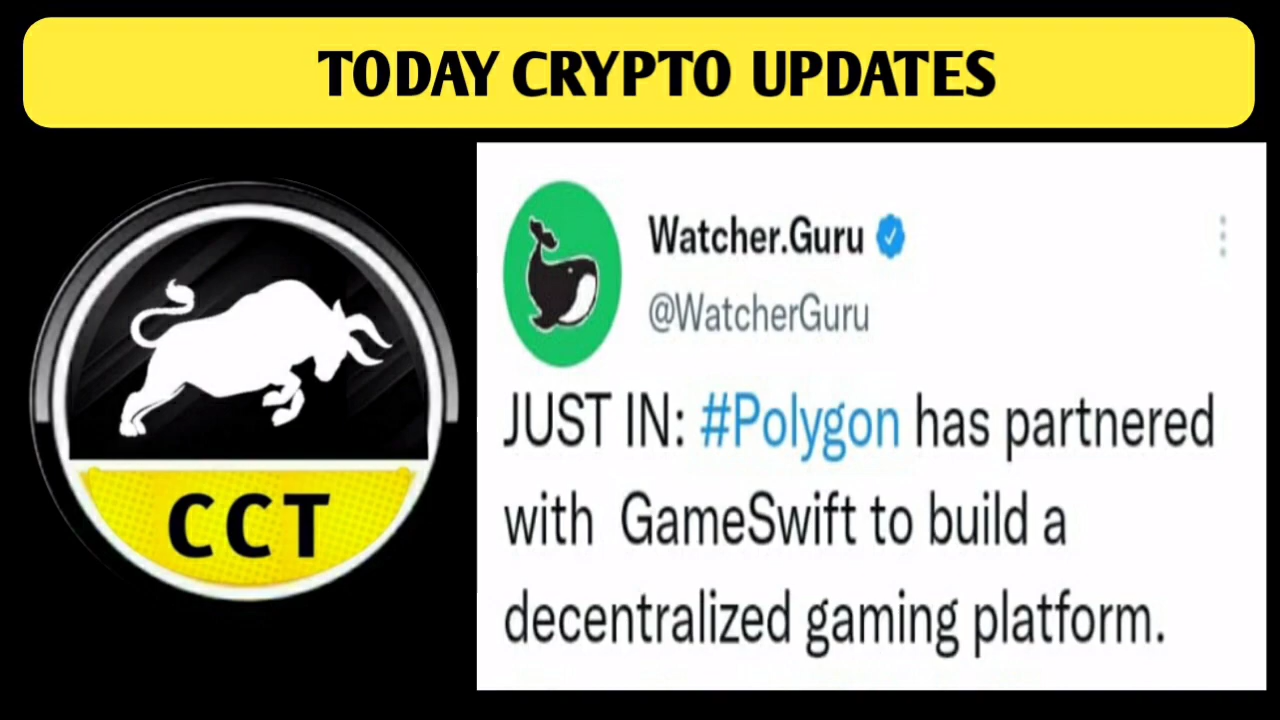 TODAY CRYPTO UPDATES
CCT
Watcher.Guru
@WatcherGuru
JUST IN: #Polygon has partnered
with GameSwift to build a
decentralized gaming platform.